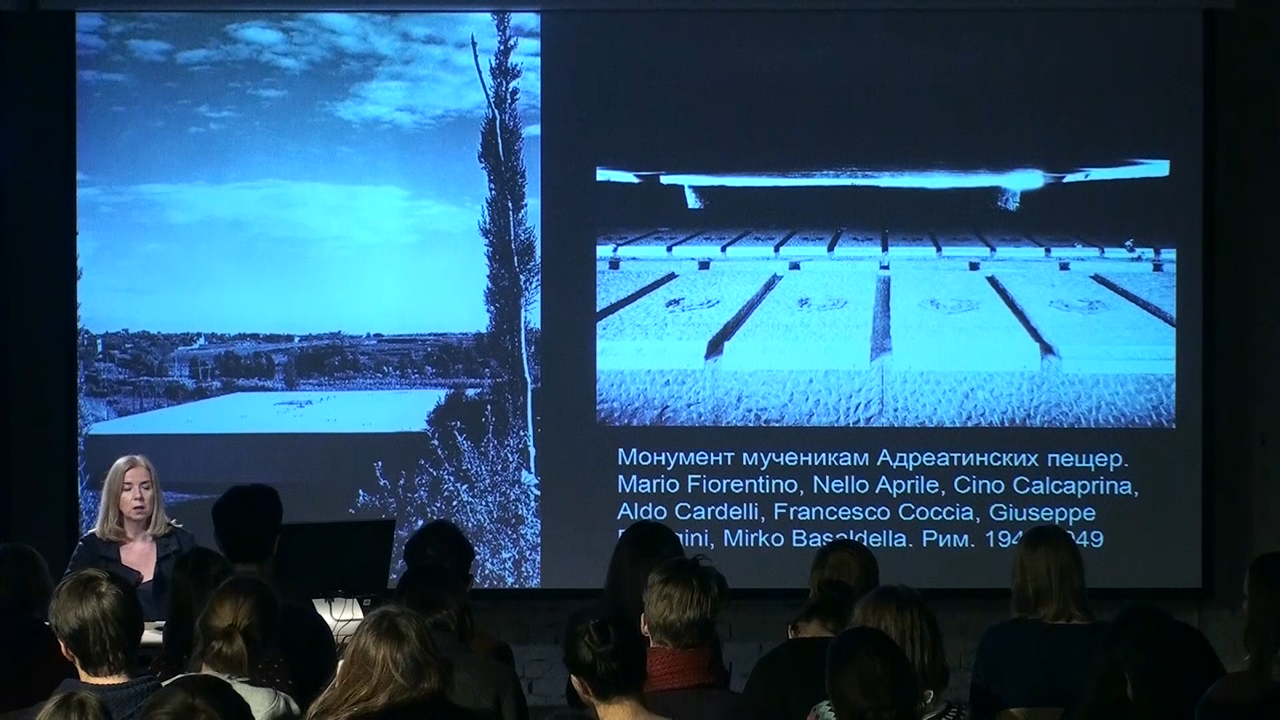 Монумент мученикам Адреатинских пещер.
Mario Fiorentino, Nello Aprile, Cino Calcaprina,
Aldo Cardelli, Francesco Coccia, Giuseppe
Mirko Basaldella. Рим.